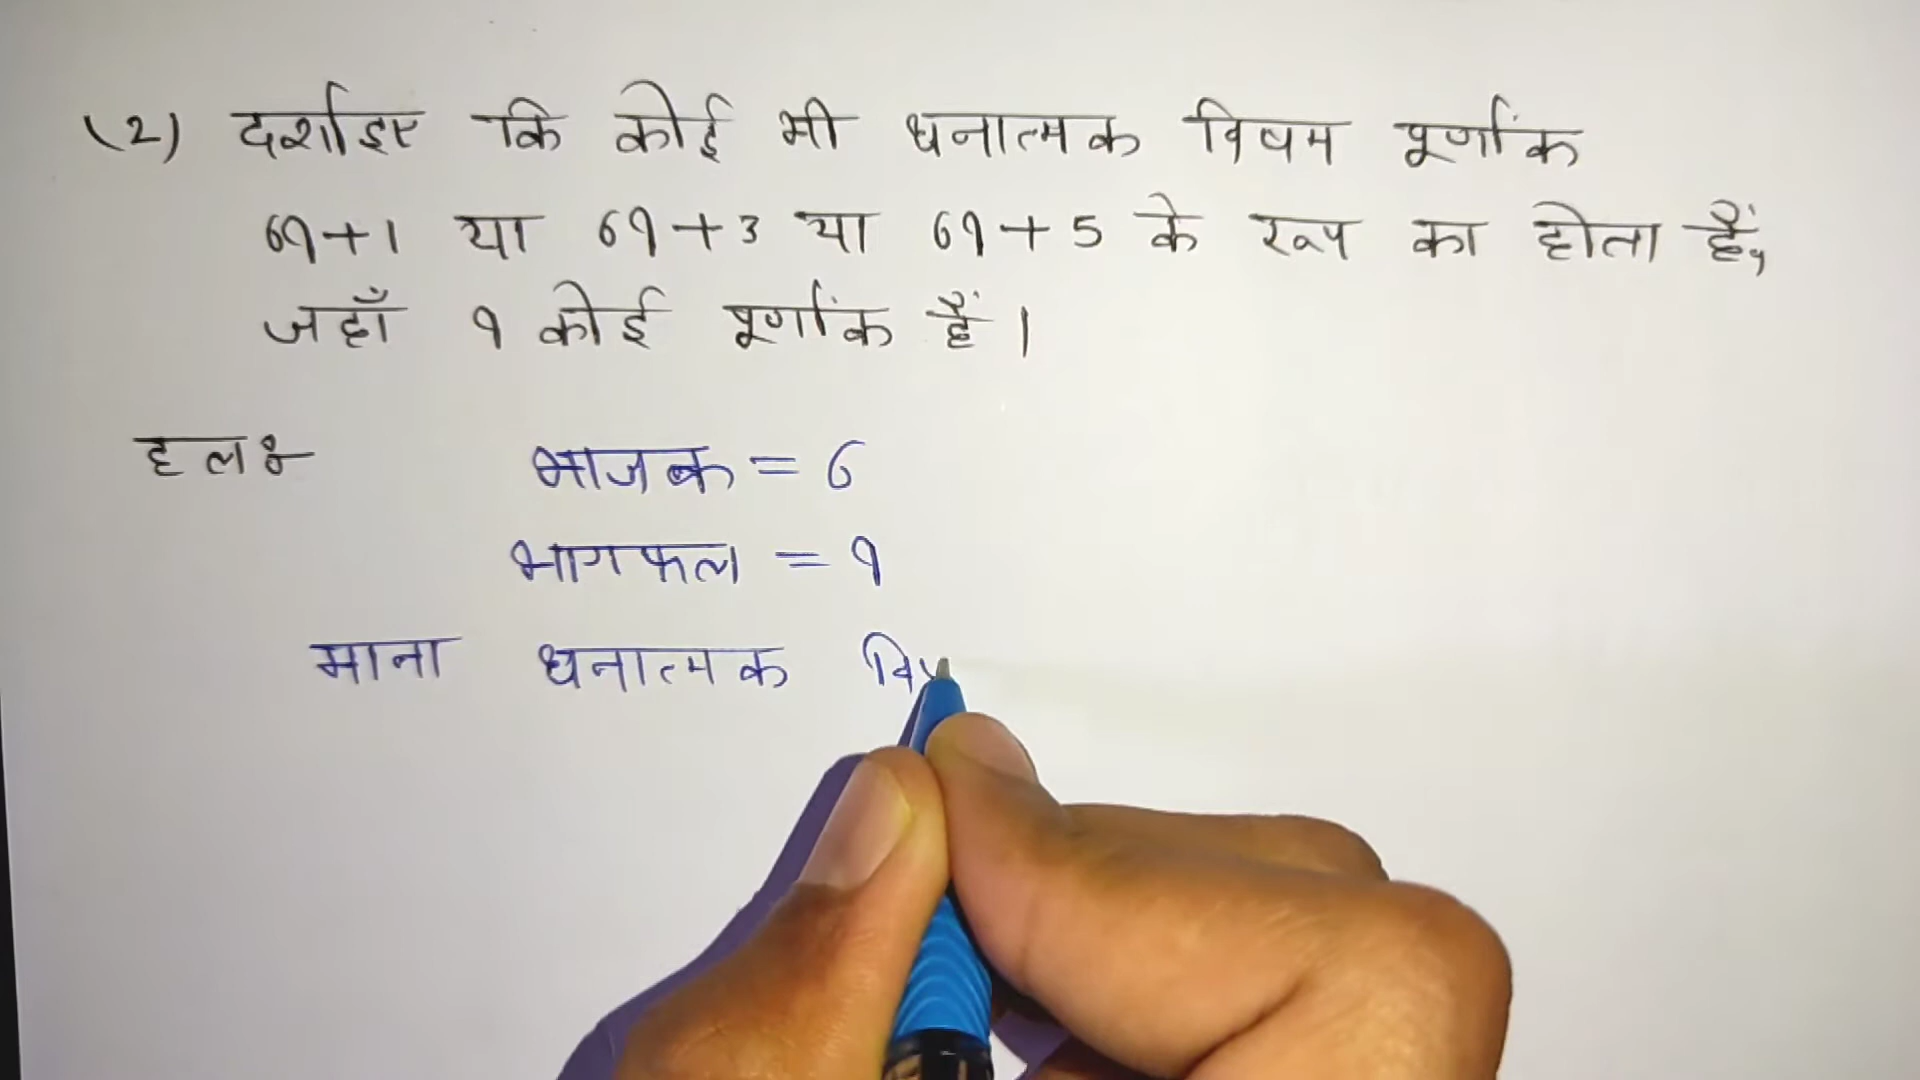 (2) दर्शाइए कि कोई भी धनात्मक विषम पूर्णांक
6q+1 या 6q+3 या 6q+5 के रूप का होता हैं,
जहाँ q कोई पूर्णांक हैं।
हलः-
भाजक = 6
भागफल = q
माना धनात्मक